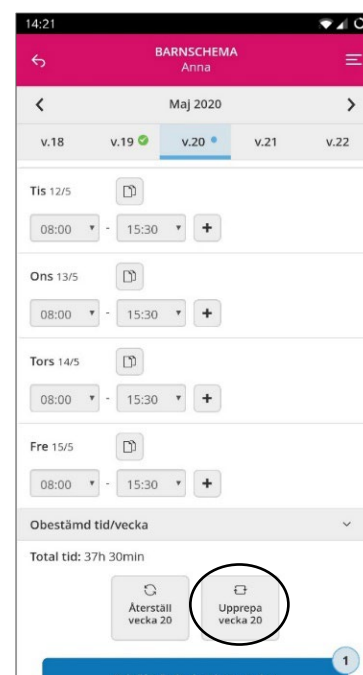 14:21
BARNSCHEMA
Anna
Maj 2020
v.18 v.19 v.20 v.21 v.22
Tis 12/5
08:00 - 15:30 +
Ons 13/5
08:00 - 15:30 +
Tors 14/5
08:00 - 15:30 +
Fre 15/5
08:00 - 15:30 +
Obestämd tid/vecka
Total tid: 37h 30min
Återställ vecka 20
Upprepa vecka 20
1